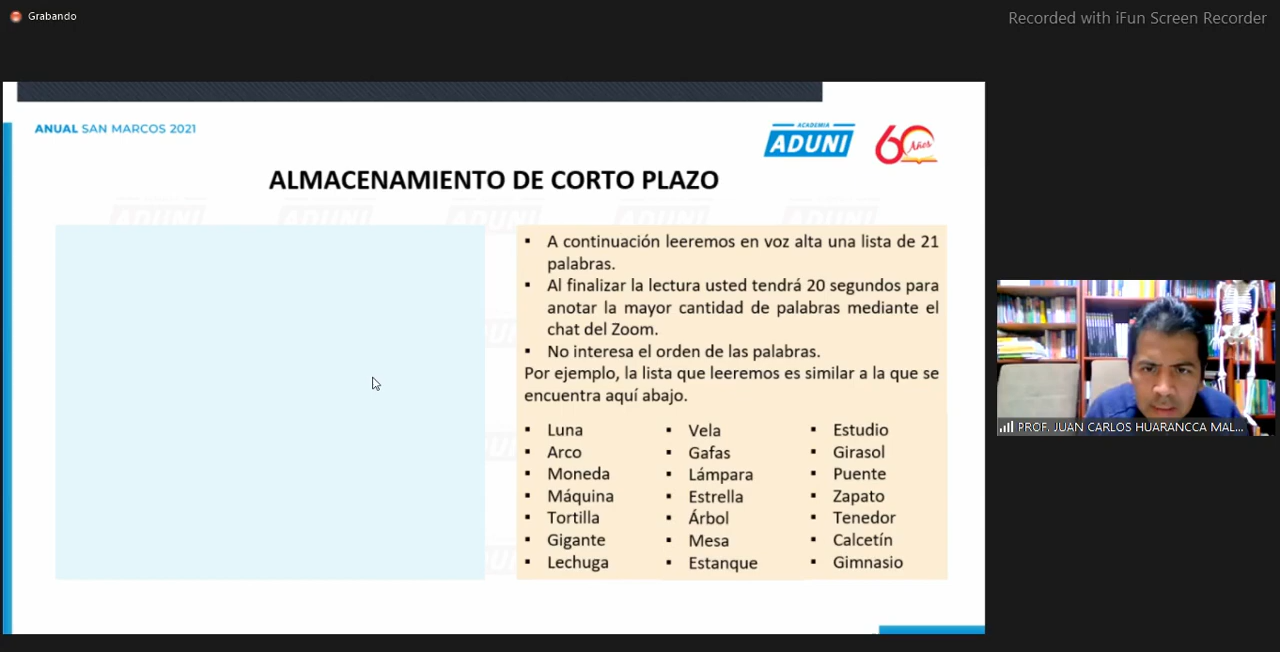 Grabando
Recorded with iFun Screen Recorder
ANUAL SAN MARCOS 2021
ACADEMIA
ADUNI
60 Años
ALMACENAMIENTO DE CORTO PLAZO
ADUNI ADUNI ADUNI ADUNI ADUNI
▪ A continuación leeremos en voz alta una lista de 21
palabras.
▪ Al finalizar la lectura usted tendrá 20 segundos para
anotar la mayor cantidad de palabras mediante el
chat del Zoom.
▪ No interesa el orden de las palabras.
Por ejemplo, la lista que leeremos es similar a la que se
encuentra aquí abajo.
▪ Luna
▪ Arco
▪ Moneda
▪ Máquina
▪ Tortilla
▪ Gigante
▪ Lechuga
▪ Vela
▪ Gafas
▪ Lámpara
▪ Estrella
▪ Árbol
▪ Mesa
▪ Estanque
▪ Estudio
▪ Girasol
▪ Puente
▪ Zapato
▪ Tenedor
▪ Calcetín
▪ Gimnasio
PROF. JUAN CARLOS HUARANCCA MAL...